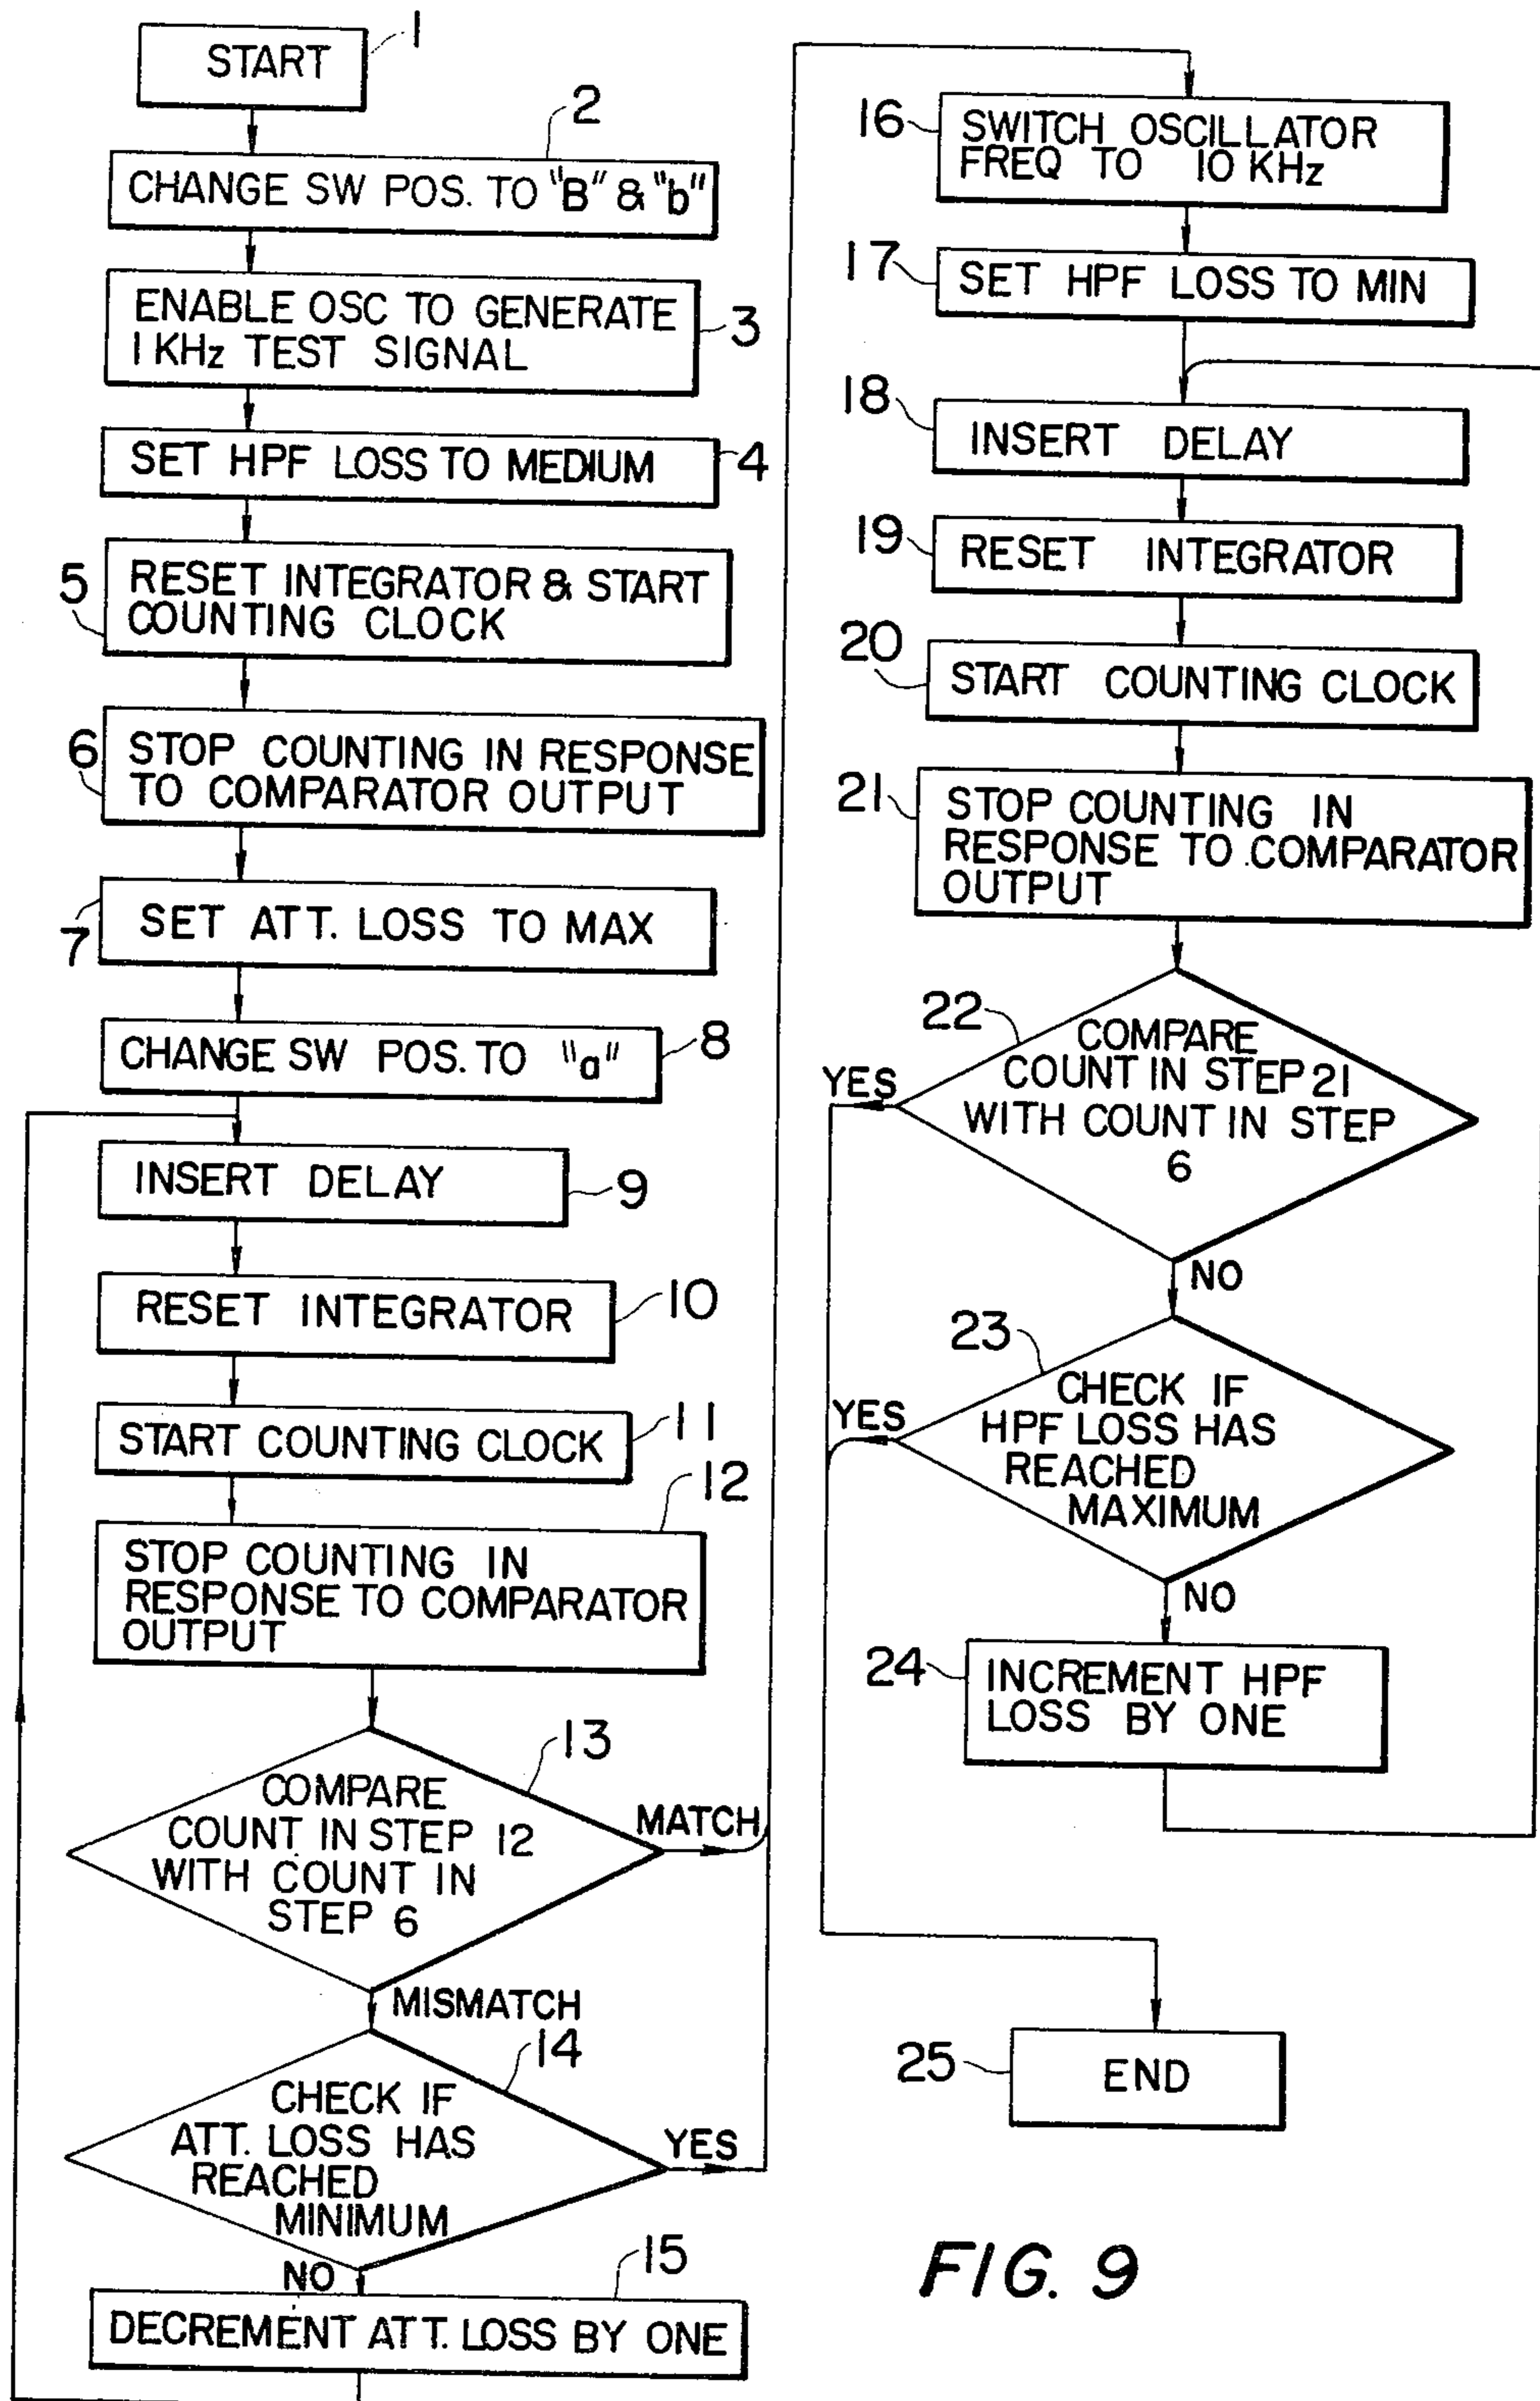 START
1
2
CHANGE SW POS. TO "B" & "b"
ENABLE OSC TO GENERATE
1 KHz TEST SIGNAL
3
SET HPF LOSS TO MEDIUM
4
5
RESET INTEGRATOR & START
COUNTING CLOCK
6
STOP COUNTING IN RESPONSE
TO COMPARATOR OUTPUT
7
SET ATT. LOSS TO MAX
CHANGE SW POS. TO "a"
8
INSERT DELAY
9
RESET INTEGRATOR
10
START COUNTING CLOCK
11
12
STOP COUNTING IN
RESPONSE TO COMPARATOR
OUTPUT
13
COMPARE
COUNT IN STEP 12
WITH COUNT IN
STEP 6
MATCH
MISMATCH
14
CHECK IF
ATT. LOSS HAS
REACHED
MINIMUM
YES
NO
15
DECREMENT ATT. LOSS BY ONE
16
SWITCH OSCILLATOR
FREQ TO 10 KHz
17
SET HPF LOSS TO MIN
18
INSERT DELAY
19
RESET INTEGRATOR
20
START COUNTING CLOCK
21
STOP COUNTING IN
RESPONSE TO COMPARATOR
OUTPUT
22
COMPARE
COUNT IN STEP 21
WITH COUNT IN STEP
6
YES
NO
23
CHECK IF
HPF LOSS HAS
REACHED
MAXIMUM
YES
NO
24
INCREMENT HPF
LOSS BY ONE
25
END
FIG. 9